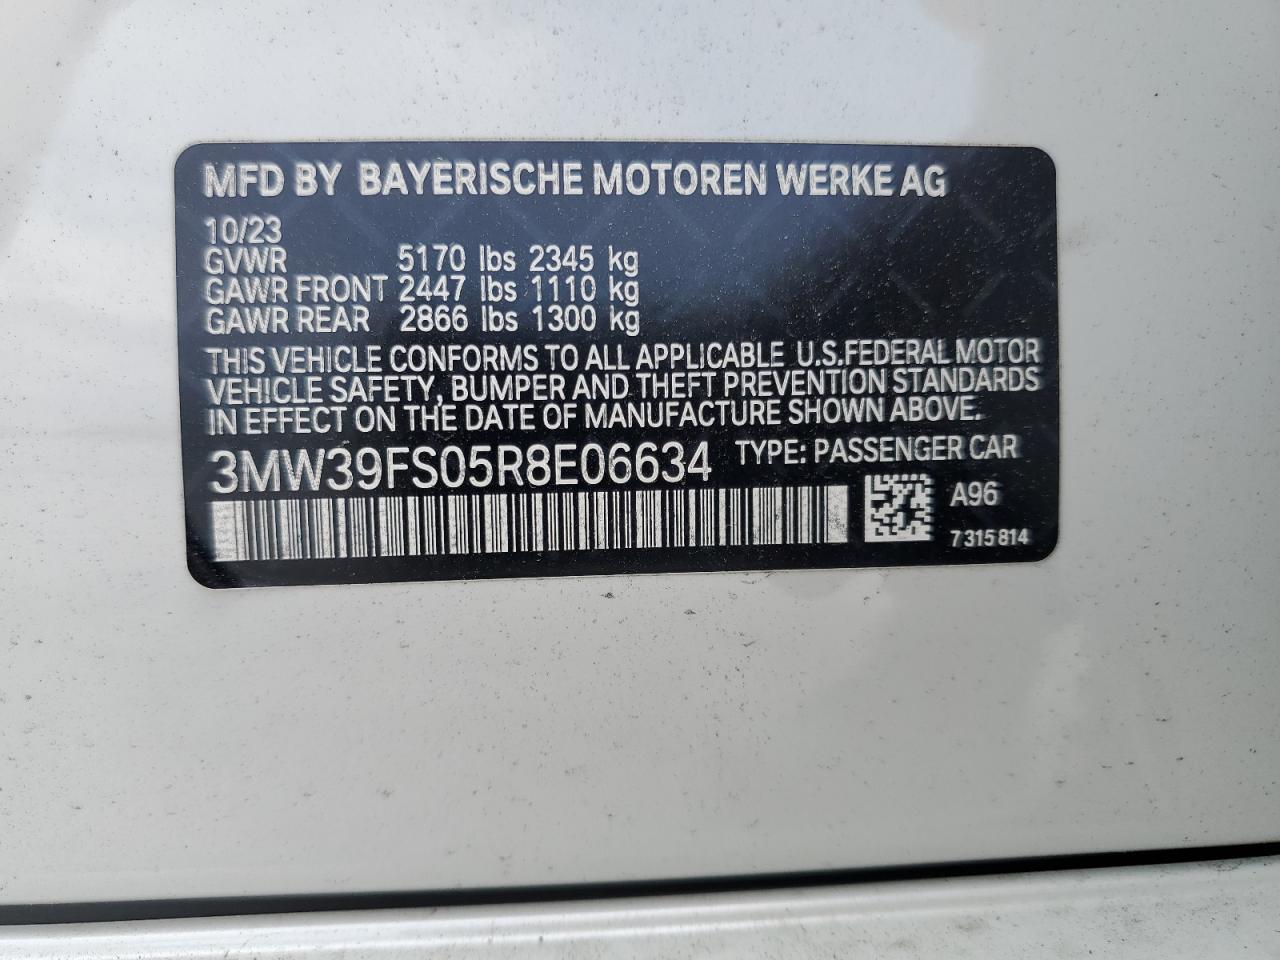 MFD BY BAYERISCHE MOTOREN WERKE AG
10/23
GVWR 5170 lbs 2345 kg
GAWR FRONT 2447 lbs 1110 kg
GAWR REAR 2866 lbs 1300 kg
THIS VEHICLE CONFORMS TO ALL APPLICABLE U.S.FEDERAL MOTOR
VEHICLE SAFETY, BUMPER AND THEFT PREVENTION STANDARDS
IN EFFECT ON THE DATE OF MANUFACTURE SHOWN ABOVE.
3MW39FS05R8E06634 TYPE: PASSENGER CAR
A96
7 315 814